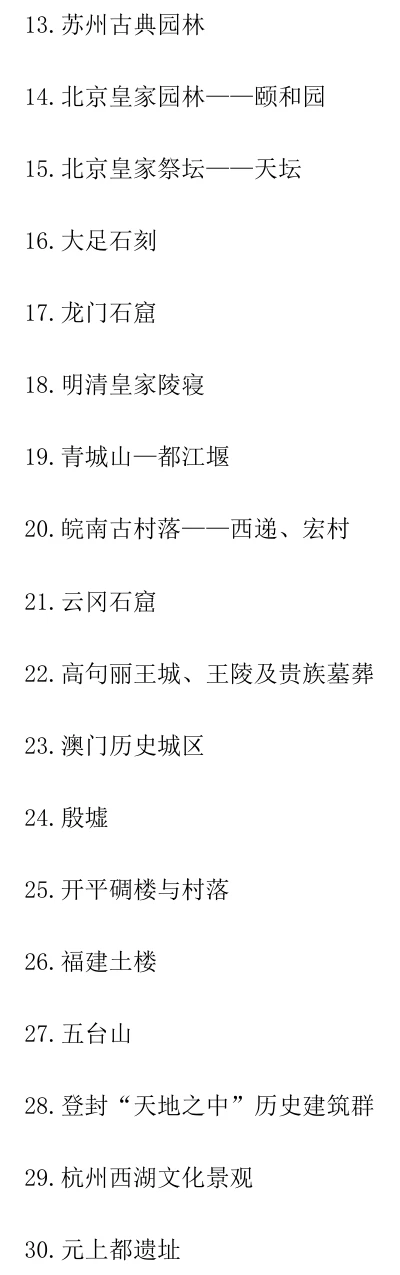 13. 苏州古典园林
14. 北京皇家园林——颐和园
15. 北京皇家祭坛——天坛
16. 大足石刻
17. 龙门石窟
18. 明清皇家陵寝
19. 青城山—都江堰
20. 皖南古村落——西递、宏村
21. 云冈石窟
22. 高句丽王城、王陵及贵族墓葬
23. 澳门历史城区
24. 殷墟
25. 开平碉楼与村落
26. 福建土楼
27. 五台山
28. 登封“天地之中”历史建筑群
29. 杭州西湖文化景观
30. 元上都遗址